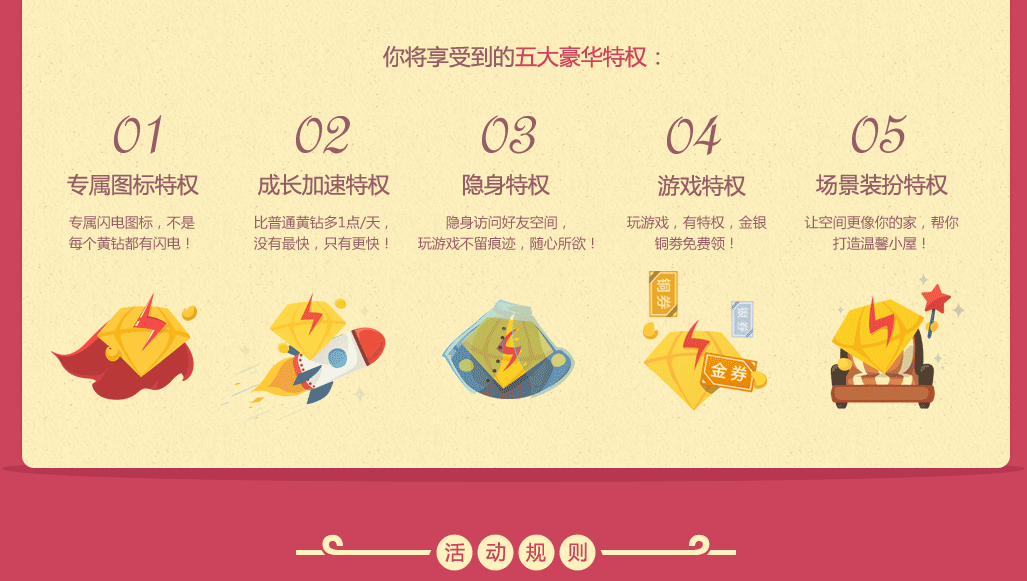 你将享受到的五大豪华特权：
01
02
03
04
05
专属图标特权
成长加速特权
隐身特权
游戏特权
场景装扮特权
专属闪电图标，不是
每个黄钻都有闪电！
比普通黄钻多1点/天，
没有最快，只有更快！
隐身访问好友空间，
玩游戏不留痕迹，随心所欲！
玩游戏，有特权，金银
铜券免费领！
让空间更像你的家，帮你
打造温馨小屋！
铜券
银券
金券
活动规则